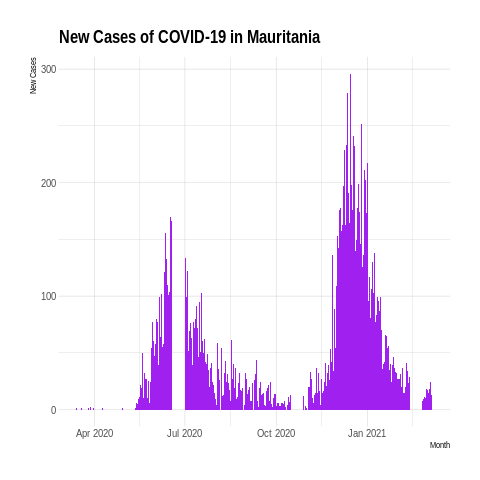 New Cases of COVID-19 in Mauritania
New Cases
300
200
100
0
Apr 2020 Jul 2020 Oct 2020 Jan 2021
Month